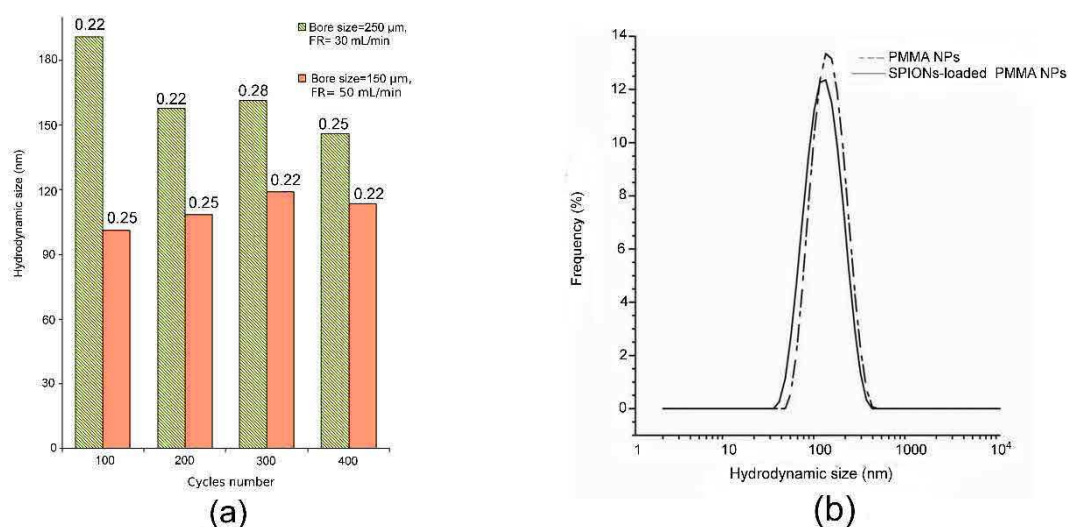 0.22
0.22
0.28
0.25
0.25
0.25
0.22
0.22
Bore size=250 µm,
FR= 30 mL/min
Bore size=150 µm,
FR= 50 mL/min
180
150
120
90
60
30
0
Hydrodynamic size (nm)
100 200 300 400
Cycles number
(a)
PMMA NPs
SPIONs-loaded PMMA NPs
14
12
10
8
6
4
2
0
Frequency (%)
1 10 100 1000 10⁴
Hydrodynamic size (nm)
(b)